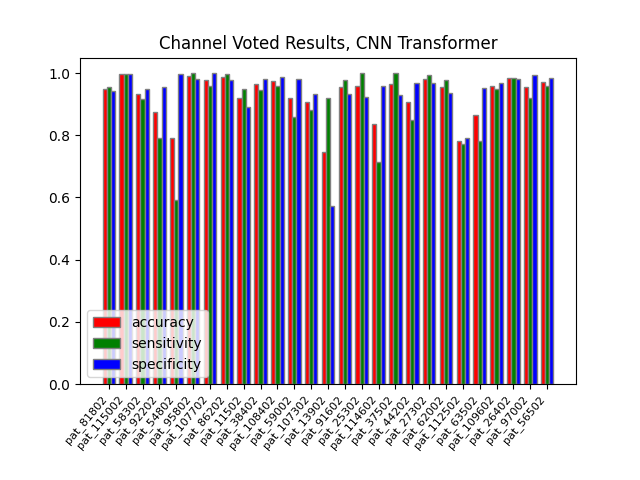 Channel Voted Results, CNN Transformer
1.0
0.8
0.6
0.4
0.2
0.0
accuracy
sensitivity
specificity
pat_81802
pat_115002
pat_58302
pat_92202
pat_54802
pat_95802
pat_107702
pat_86202
pat_11502
pat_38402
pat_108402
pat_59002
pat_107302
pat_13902
pat_91602
pat_25302
pat_114602
pat_37502
pat_44202
pat_27302
pat_62002
pat_112502
pat_63502
pat_109602
pat_26402
pat_97002
pat_56502